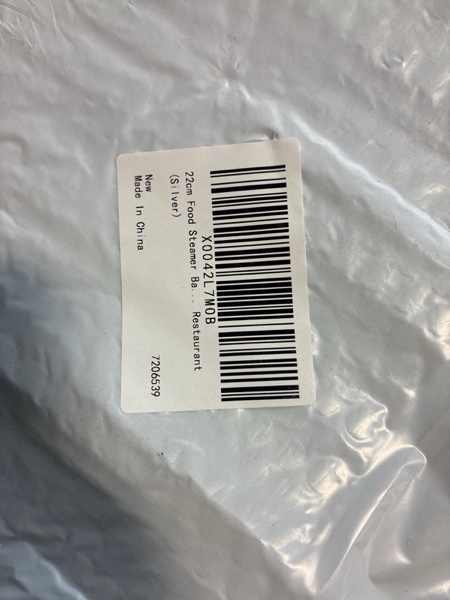 X0042L7M0B
22cm Food Steamer Ba... Restaurant
(Silver)
New
Made In China
7206539